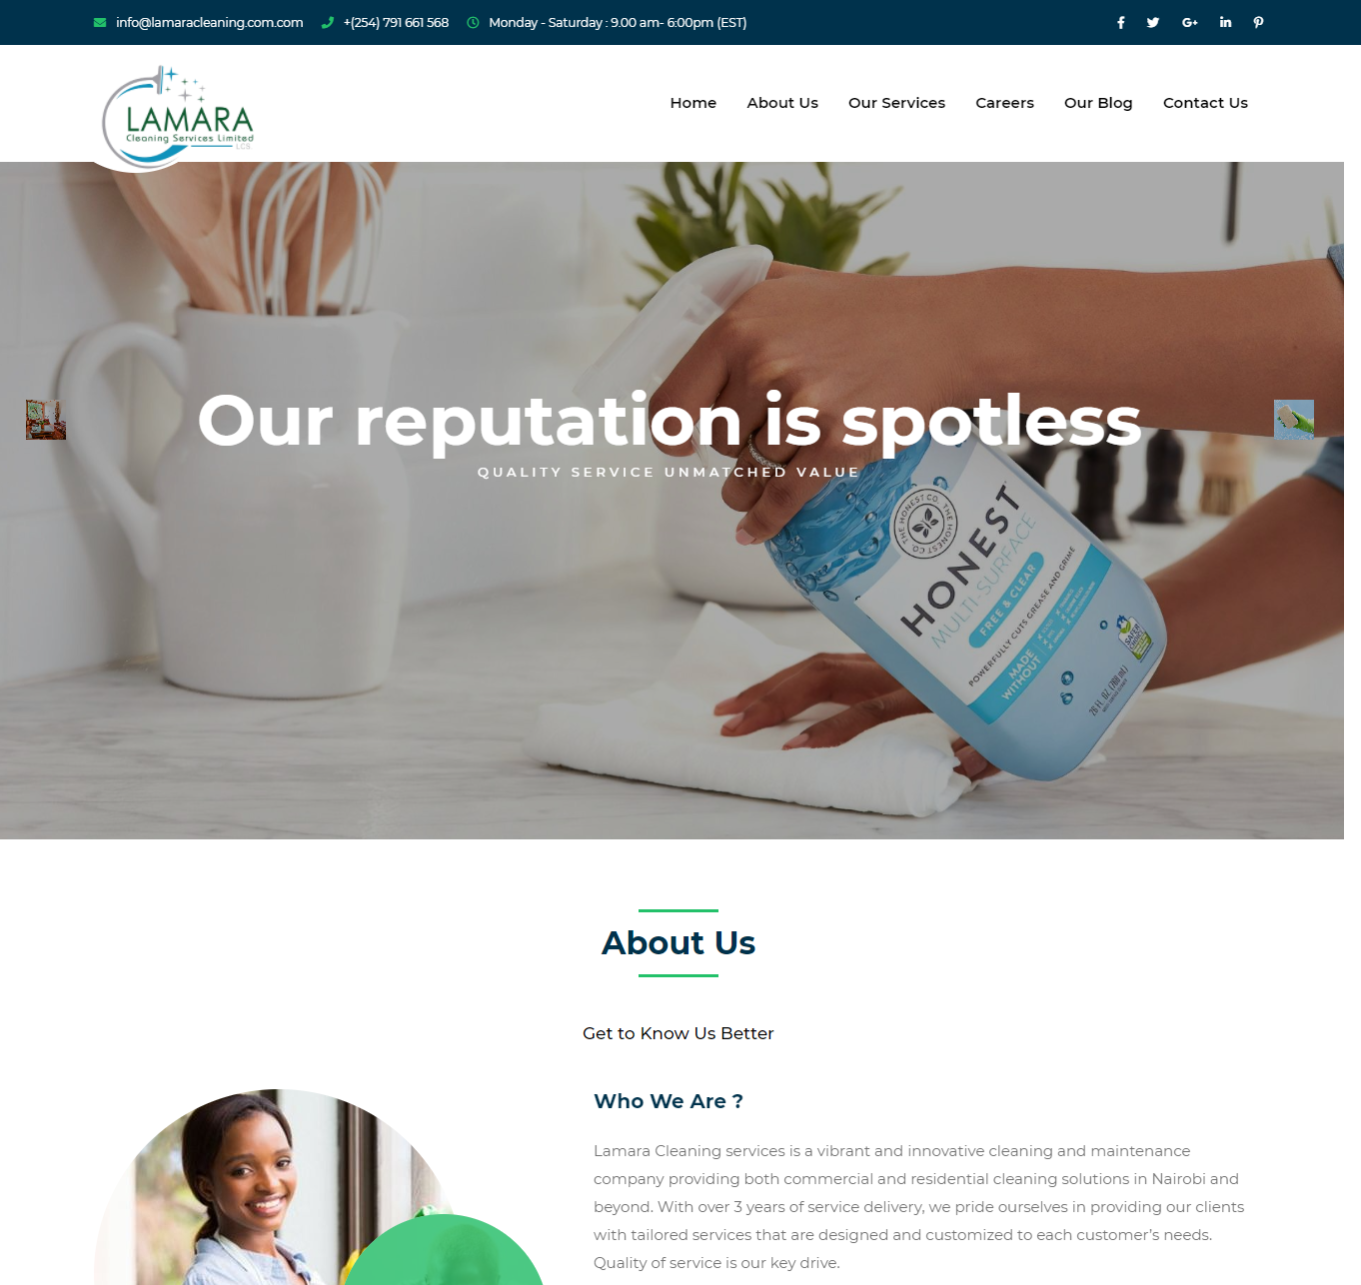 info@lamaracleaning.com.com
+(254) 791 661 568
Monday - Saturday : 9.00 am- 6:00pm (EST)
LAMARA
Cleaning Services Limited
LCS
Home
About Us
Our Services
Careers
Our Blog
Contact Us
Our reputation is spotless
QUALITY SERVICE UNMATCHED VALUE
THE HONEST CO. THE HONEST CO.
HONEST
MULTI-SURFACE
FREE & CLEAR
POWERFULLY CUTS GREASE AND GRIME
MADE
WITHOUT
About Us
Get to Know Us Better
Who We Are ?
Lamara Cleaning services is a vibrant and innovative cleaning and maintenance
company providing both commercial and residential cleaning solutions in Nairobi and
beyond. With over 3 years of service delivery, we pride ourselves in providing our clients
with tailored services that are designed and customized to each customer’s needs.
Quality of service is our key drive.